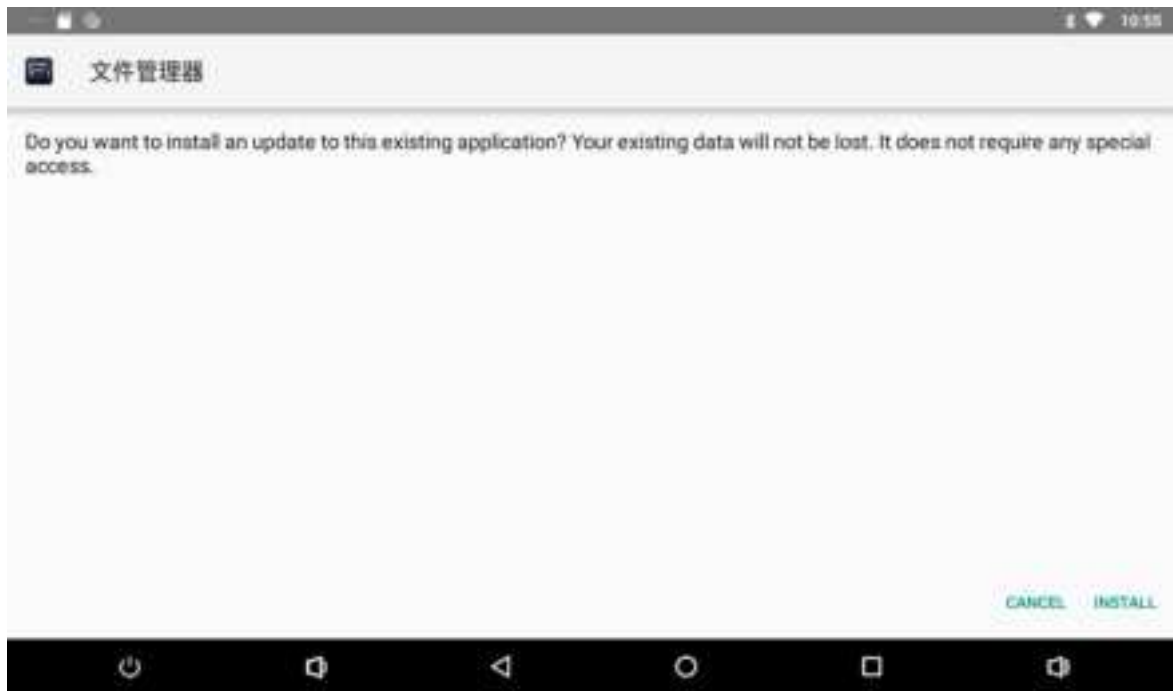 10:55
文件管理器
Do you want to install an update to this existing application? Your existing data will not be lost. It does not require any special
access.
CANCEL INSTALL